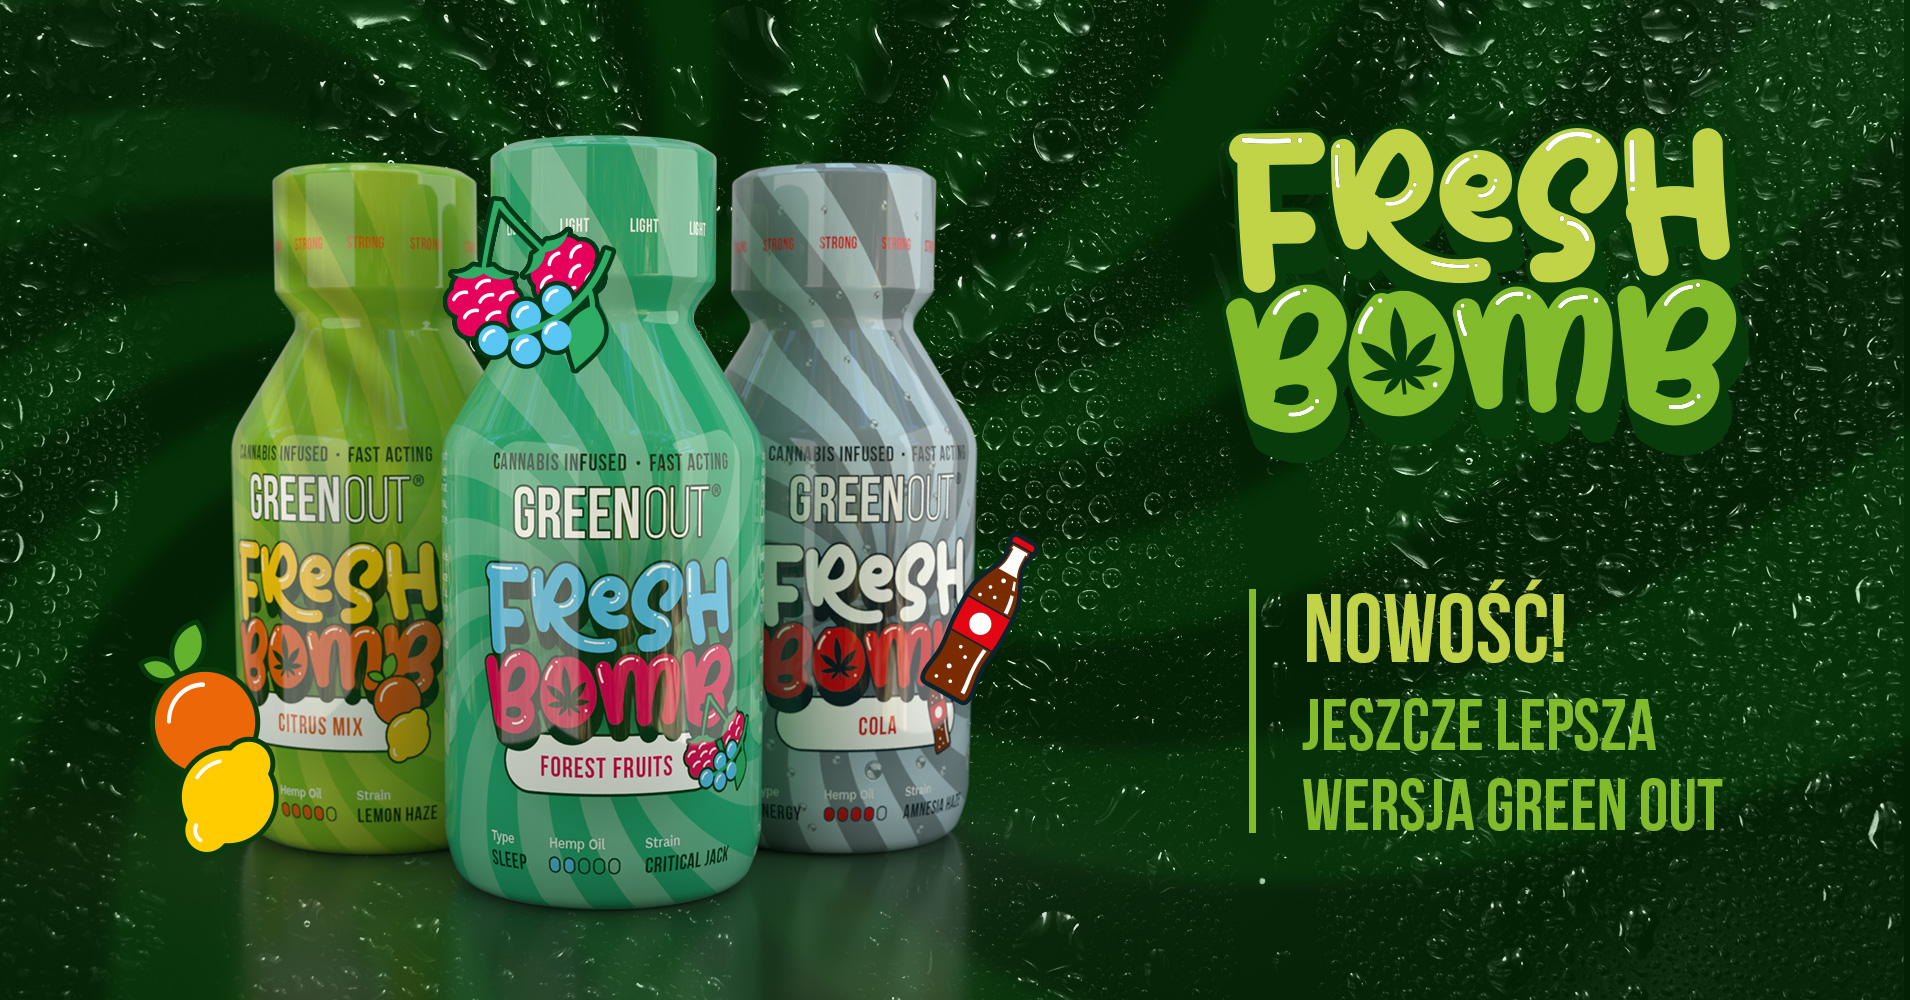 STRONG STRONG STRONG
CANNABIS INFUSED · FAST ACTING
GREENOUT®
FRESH
BOMB
CITRUS MIX
Hemp Oil Strain
LEMON HAZE
LIGHT LIGHT LIGHT
CANNABIS INFUSED · FAST ACTING
GREENOUT®
FRESH
BOMB
FOREST FRUITS
Type Hemp Oil Strain
SLEEP CRITICAL JACK
STRONG STRONG STRONG
CANNABIS INFUSED · FAST ACTING
GREENOUT®
FRESH
BOMB
COLA
Hemp Oil Strain
AMNESIA HAZE
FRESH
BOMB
NOWOŚĆ!
JESZCZE LEPSZA
WERSJA GREEN OUT